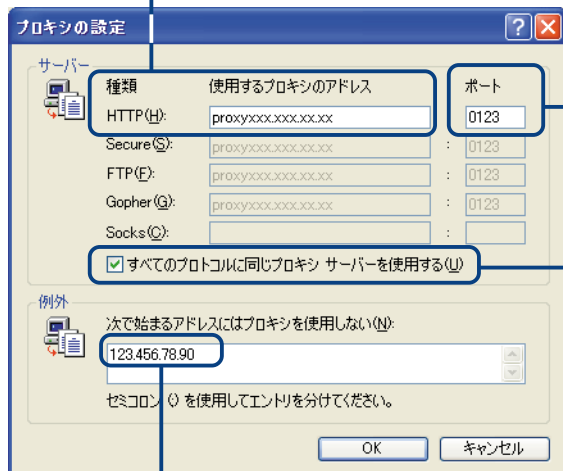 プロキシの設定
サーバー
種類 使用するプロキシのアドレス ポート
HTTP(H): proxyxxx.xxx.xx.xx : 0123
Secure(S): proxyxxx.xxx.xx.xx : 0123
FTP(F): proxyxxx.xxx.xx.xx : 0123
Gopher(G): proxyxxx.xxx.xx.xx : 0123
Socks(C): :
すべてのプロトコルに同じプロキシ サーバーを使用する(U)
例外
次で始まるアドレスにはプロキシを使用しない(N):
123.456.78.90
セミコロン (;) を使用してエントリを分けてください。
OK キャンセル